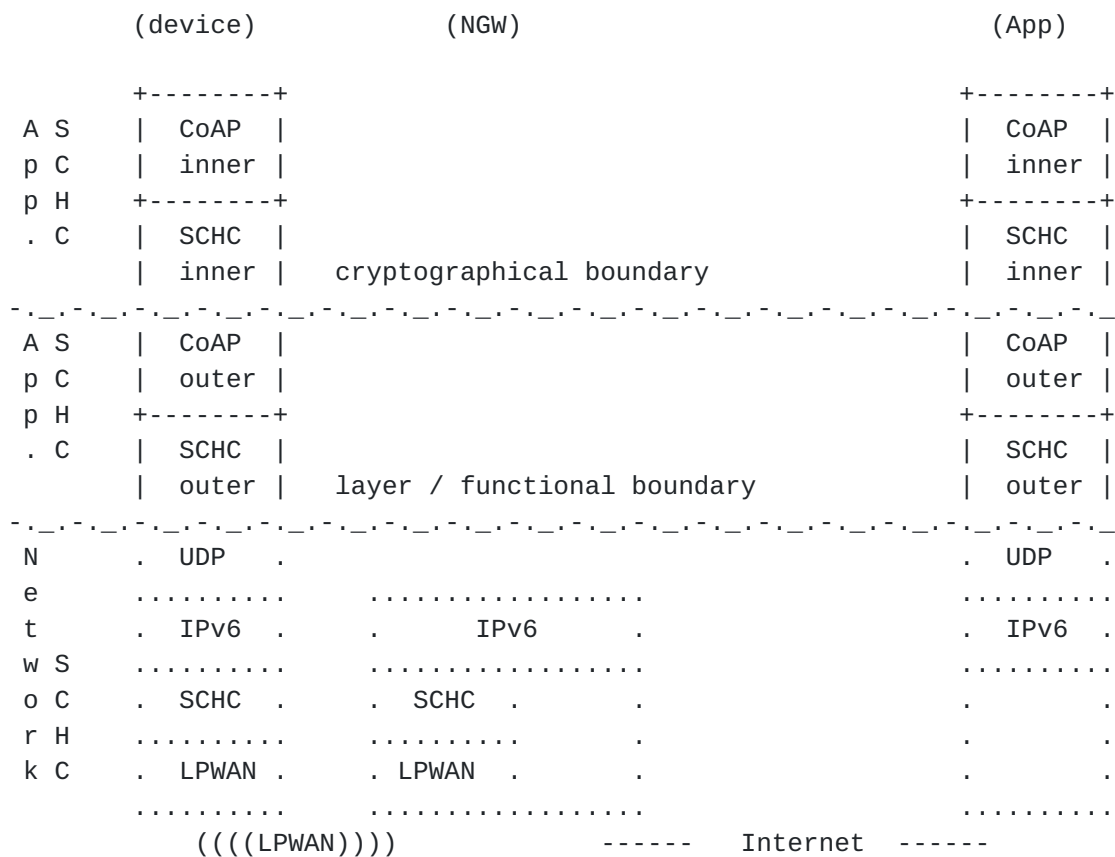 (device)            (NGW)                                  (App)

        +--------+                                           +--------+
 A S    |  CoAP  |                                           |  CoAP  |
 p C    |  inner |                                           |  inner |
 p H    +--------+                                           +--------+
 . C    |  SCHC  |                                           |  SCHC  |
        |  inner |   cryptographical boundary                |  inner |
-._.-._.-._.-._.-._.-._.-._.-._.-._.-._.-._.-._.-._.-._.-._.-._.-._.-._
 A S    |  CoAP  |                                           |  CoAP  |
 p C    |  outer |                                           |  outer |
 p H    +--------+                                           +--------+
 . C    |  SCHC  |                                           |  SCHC  |
        |  outer |   layer / functional boundary             |  outer |
-._.-._.-._.-._.-._.-._.-._.-._.-._.-._.-._.-._.-._.-._.-._.-._.-._.-._
 N      .  UDP   .                                           .  UDP   .
 e      ..........     ..................                    ..........
 t      .  IPv6  .     .      IPv6      .                    .  IPv6  .
 w S    ..........     ..................                    ..........
 o C    .  SCHC  .     .  SCHC  .       .                    .        .
 r H    ..........     ..........       .                    .        .
 k C    .  LPWAN .     . LPWAN  .       .                    .        .
        ..........     ..................                    ..........
            ((((LPWAN))))             ------   Internet  ------